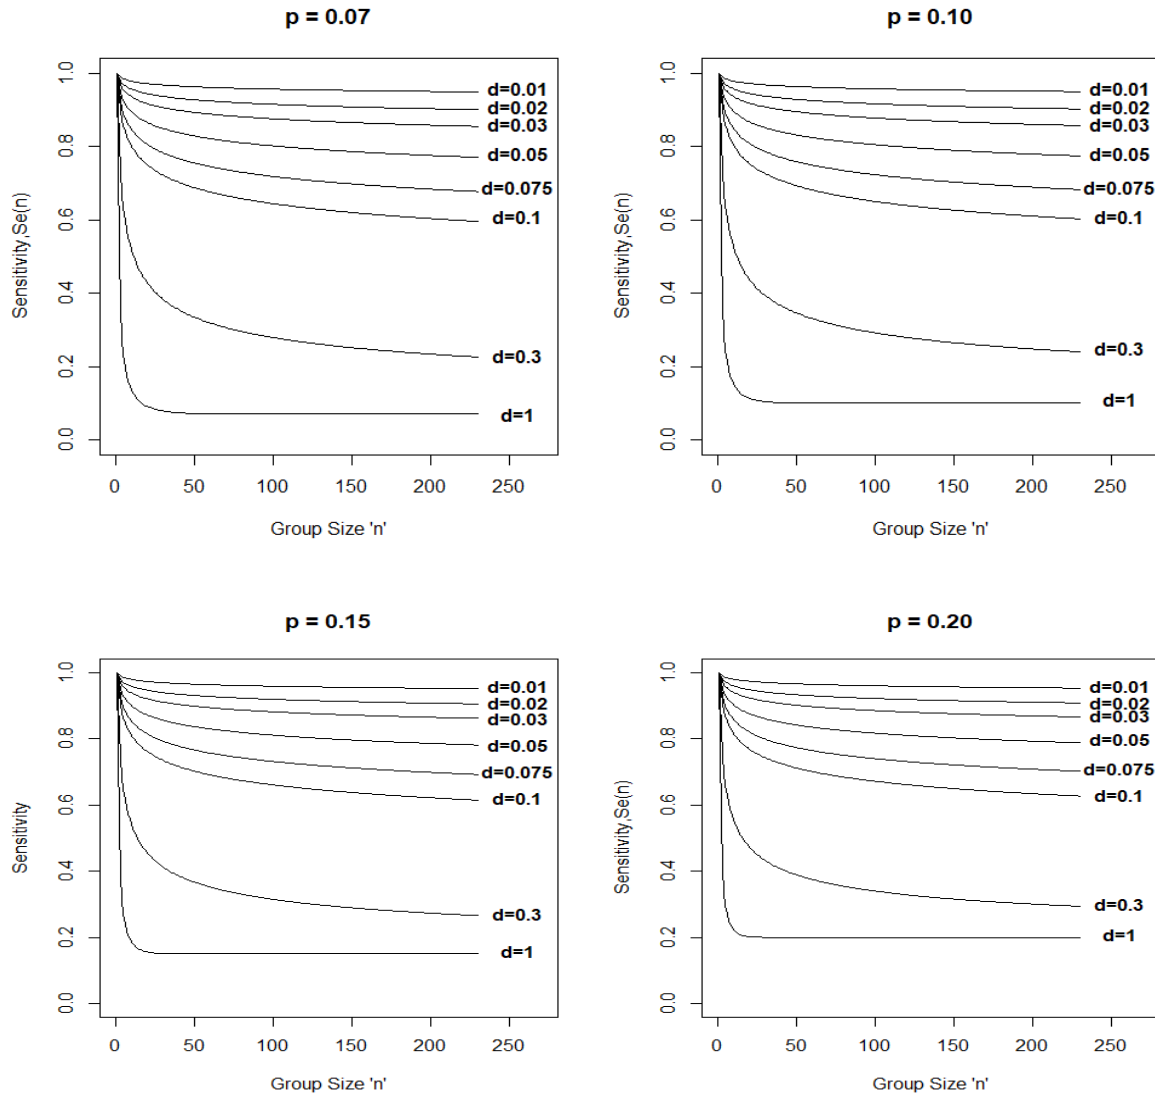 p = 0.07
1.0
0.8
0.6
0.4
0.2
0.0
Sensitivity,Se(n)
d=0.01
d=0.02
d=0.03
d=0.05
d=0.075
d=0.1
d=0.3
d=1
0 50 100 150 200 250
Group Size 'n'
p = 0.10
1.0
0.8
0.6
0.4
0.2
0.0
Sensitivity,Se(n)
d=0.01
d=0.02
d=0.03
d=0.05
d=0.075
d=0.1
d=0.3
d=1
0 50 100 150 200 250
Group Size 'n'
p = 0.15
1.0
0.8
0.6
0.4
0.2
0.0
Sensitivity
d=0.01
d=0.02
d=0.03
d=0.05
d=0.075
d=0.1
d=0.3
d=1
0 50 100 150 200 250
Group Size 'n'
p = 0.20
1.0
0.8
0.6
0.4
0.2
0.0
Sensitivity,Se(n)
d=0.01
d=0.02
d=0.03
d=0.05
d=0.075
d=0.1
d=0.3
d=1
0 50 100 150 200 250
Group Size 'n'